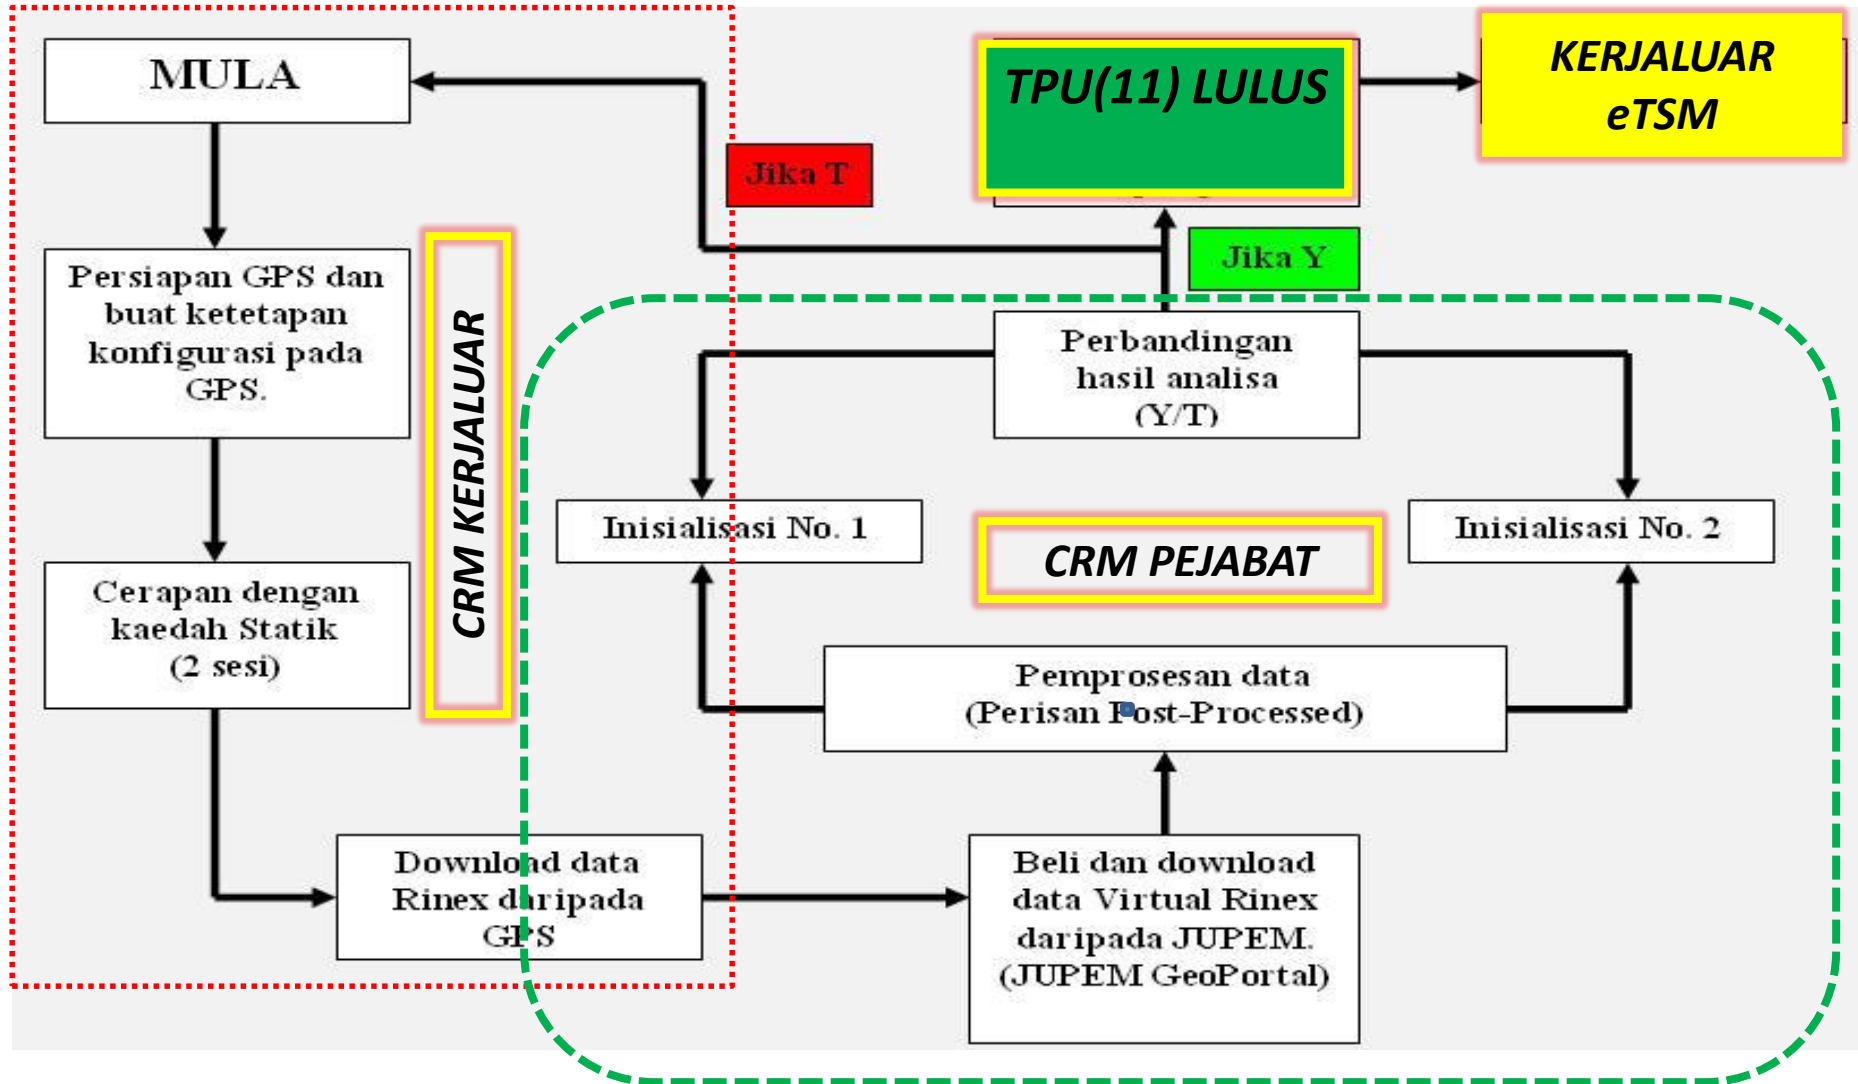 MULA
TPU(11) LULUS
KERJALUAR
eTSM
Jika T
Jika Y
Persiapan GPS dan
buat ketetapan
konfigurasi pada
GPS.
CRM KERJALUAR
Perbandingan
hasil analisa
(Y/T)
Inisialisasi No. 1
CRM PEJABAT
Inisialisasi No. 2
Cerapan dengan
kaedah Statik
(2 sesi)
Pemprosesan data
(Perisan Post-Processed)
Download data
Rinex daripada
GPS
Beli dan download
data Virtual Rinex
daripada JUPEM.
(JUPEM GeoPortal)